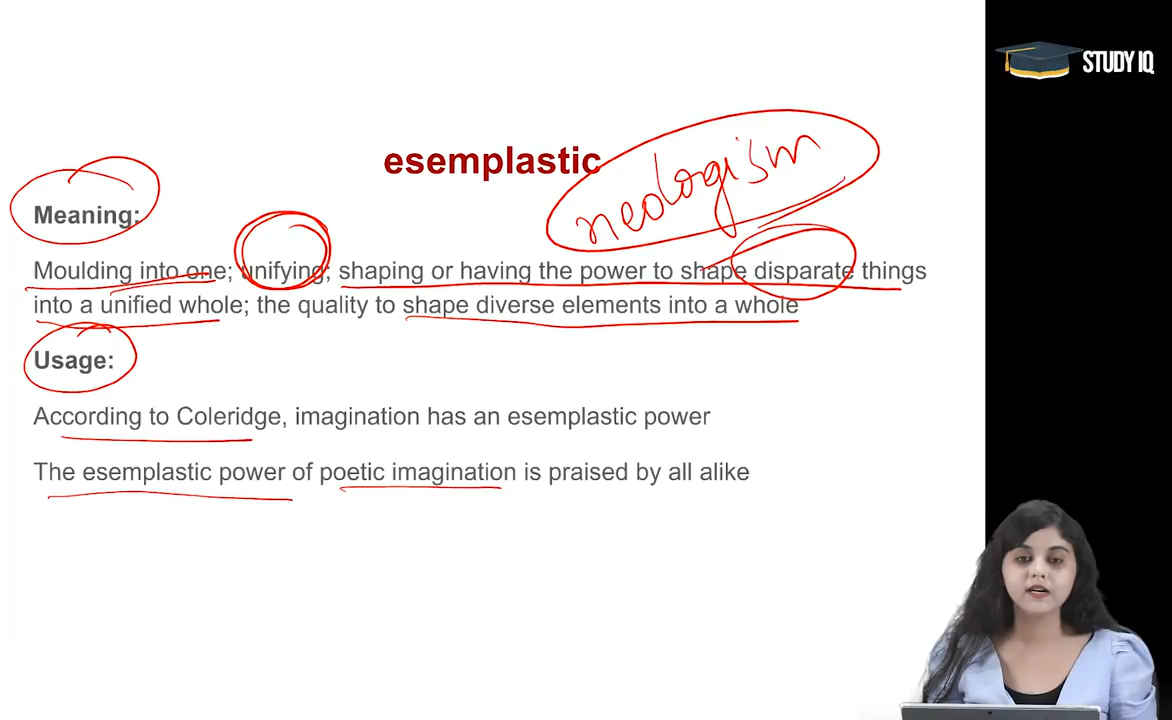 STUDY IQ
esemplastic
neologism
Meaning:
Moulding into one; unifying; shaping or having the power to shape disparate things
into a unified whole; the quality to shape diverse elements into a whole
Usage:
According to Coleridge, imagination has an esemplastic power
The esemplastic power of poetic imagination is praised by all alike